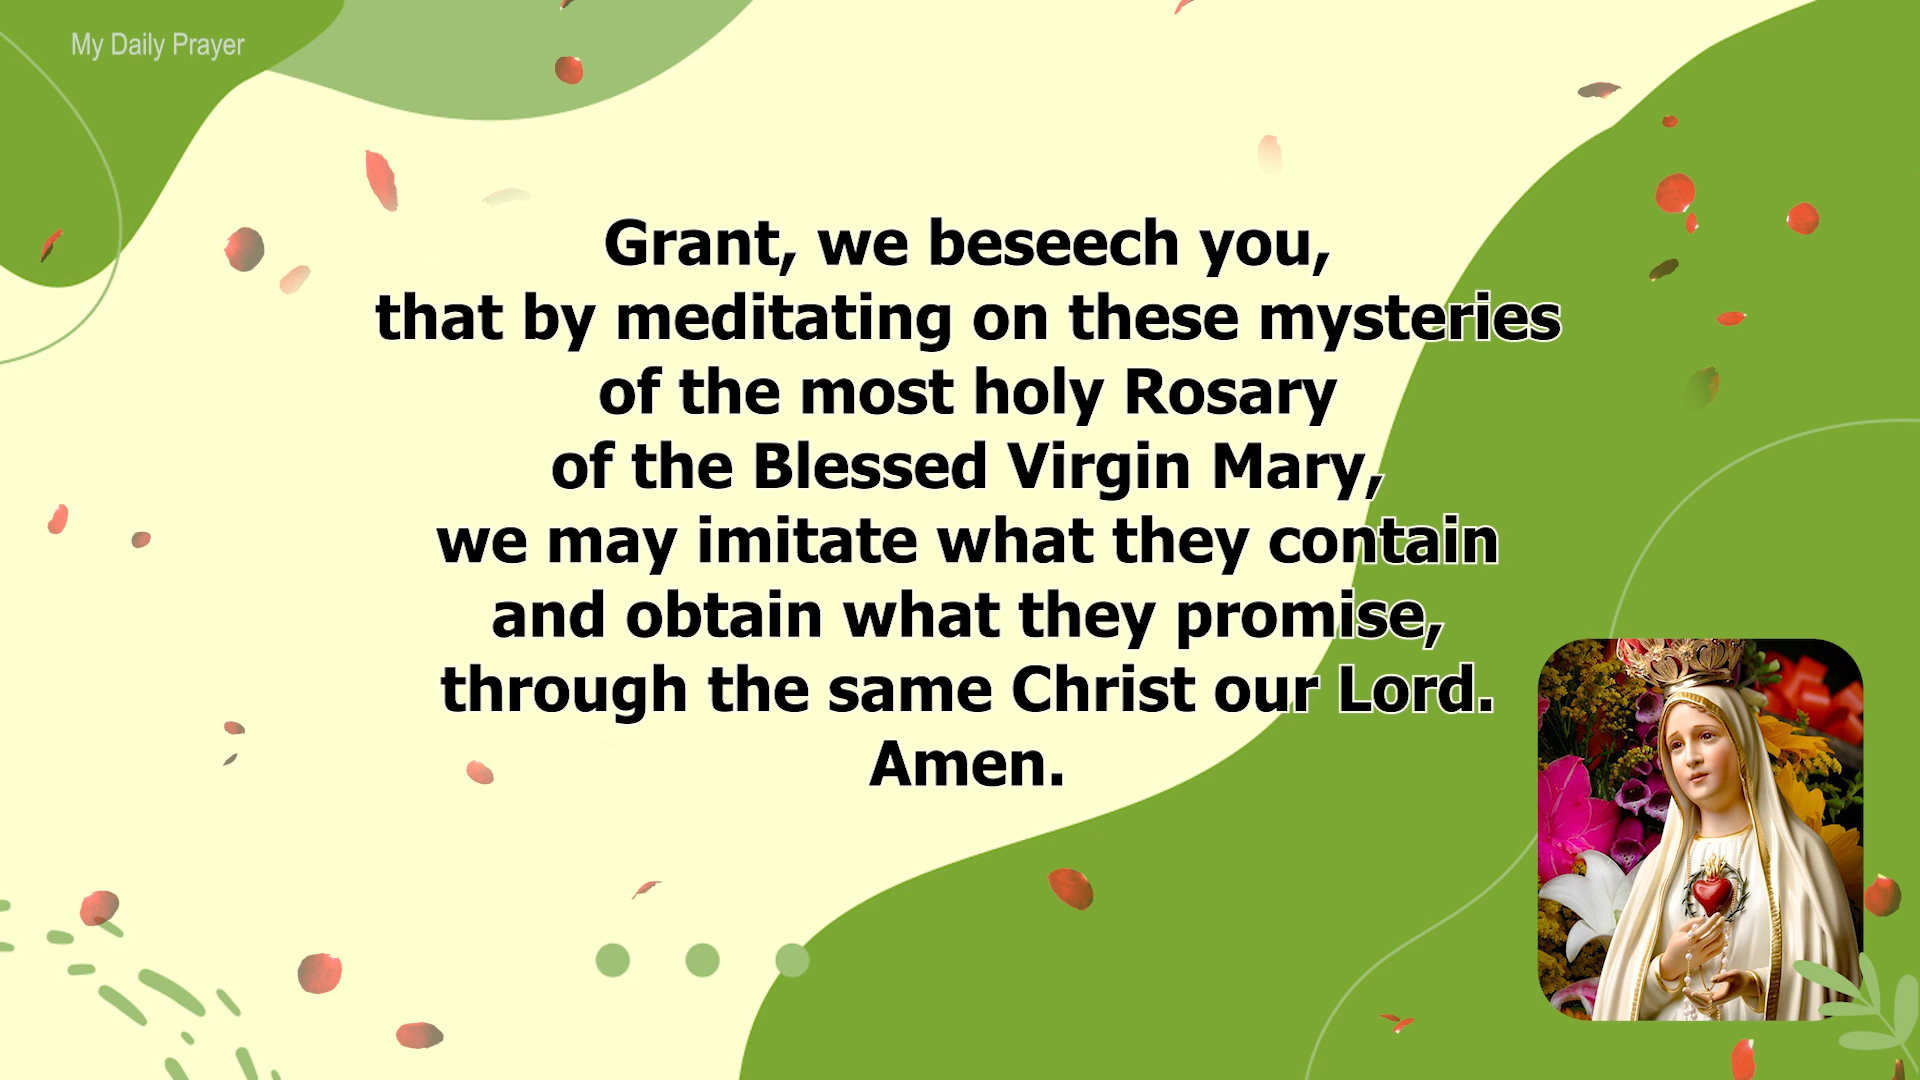 My Daily Prayer
Grant, we beseech you,
that by meditating on these mysteries
of the most holy Rosary
of the Blessed Virgin Mary,
we may imitate what they contain
and obtain what they promise,
through the same Christ our Lord.
Amen.